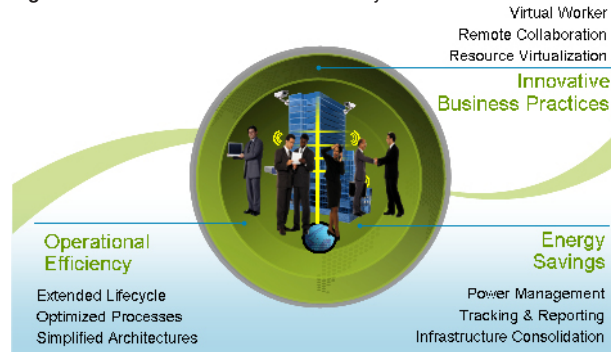 Virtual Worker
Remote Collaboration
Resource Virtualization
Innovative
Business Practices
Operational
Efficiency
Extended Lifecycle
Optimized Processes
Simplified Architectures
Energy
Savings
Power Management
Tracking & Reporting
Infrastructure Consolidation